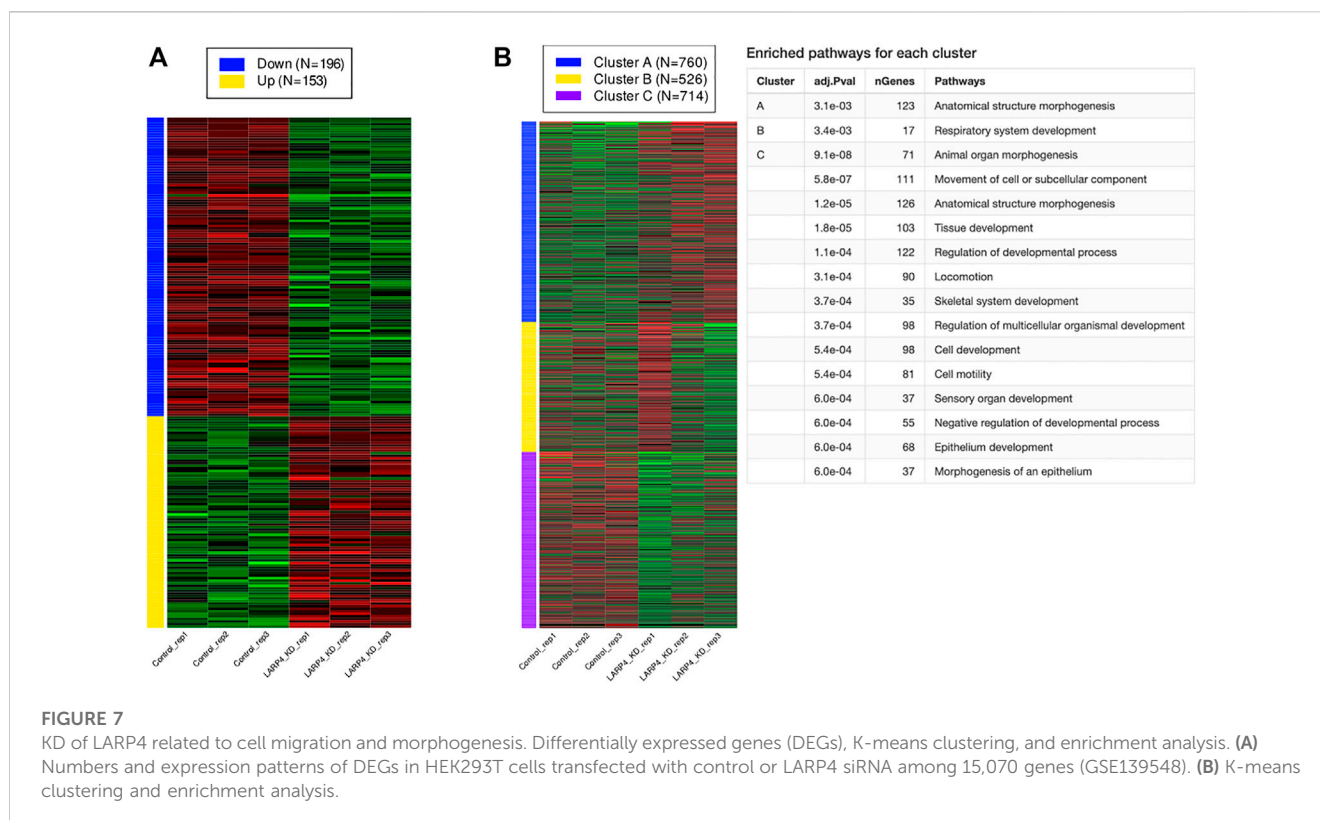 A
Down (N=196)
Up (N=153)
Control_rep1
Control_rep2
Control_rep3
LARP4_KD_rep1
LARP4_KD_rep2
LARP4_KD_rep3
B
Cluster A (N=760)
Cluster B (N=526)
Cluster C (N=714)
Control_rep1
Control_rep2
Control_rep3
LARP4_KD_rep1
LARP4_KD_rep2
LARP4_KD_rep3
Enriched pathways for each cluster
Cluster adj.Pval nGenes Pathways
A 3.1e-03 123 Anatomical structure morphogenesis
B 3.4e-03 17 Respiratory system development
C 9.1e-08 71 Animal organ morphogenesis
5.8e-07 111 Movement of cell or subcellular component
1.2e-05 126 Anatomical structure morphogenesis
1.8e-05 103 Tissue development
1.1e-04 122 Regulation of developmental process
3.1e-04 90 Locomotion
3.7e-04 35 Skeletal system development
3.7e-04 98 Regulation of multicellular organismal development
5.4e-04 98 Cell development
5.4e-04 81 Cell motility
6.0e-04 37 Sensory organ development
6.0e-04 55 Negative regulation of developmental process
6.0e-04 68 Epithelium development
6.0e-04 37 Morphogenesis of an epithelium
FIGURE 7
KD of LARP4 related to cell migration and morphogenesis. Differentially expressed genes (DEGs), K-means clustering, and enrichment analysis. (A)
Numbers and expression patterns of DEGs in HEK293T cells transfected with control or LARP4 siRNA among 15,070 genes (GSE139548). (B) K-means
clustering and enrichment analysis.